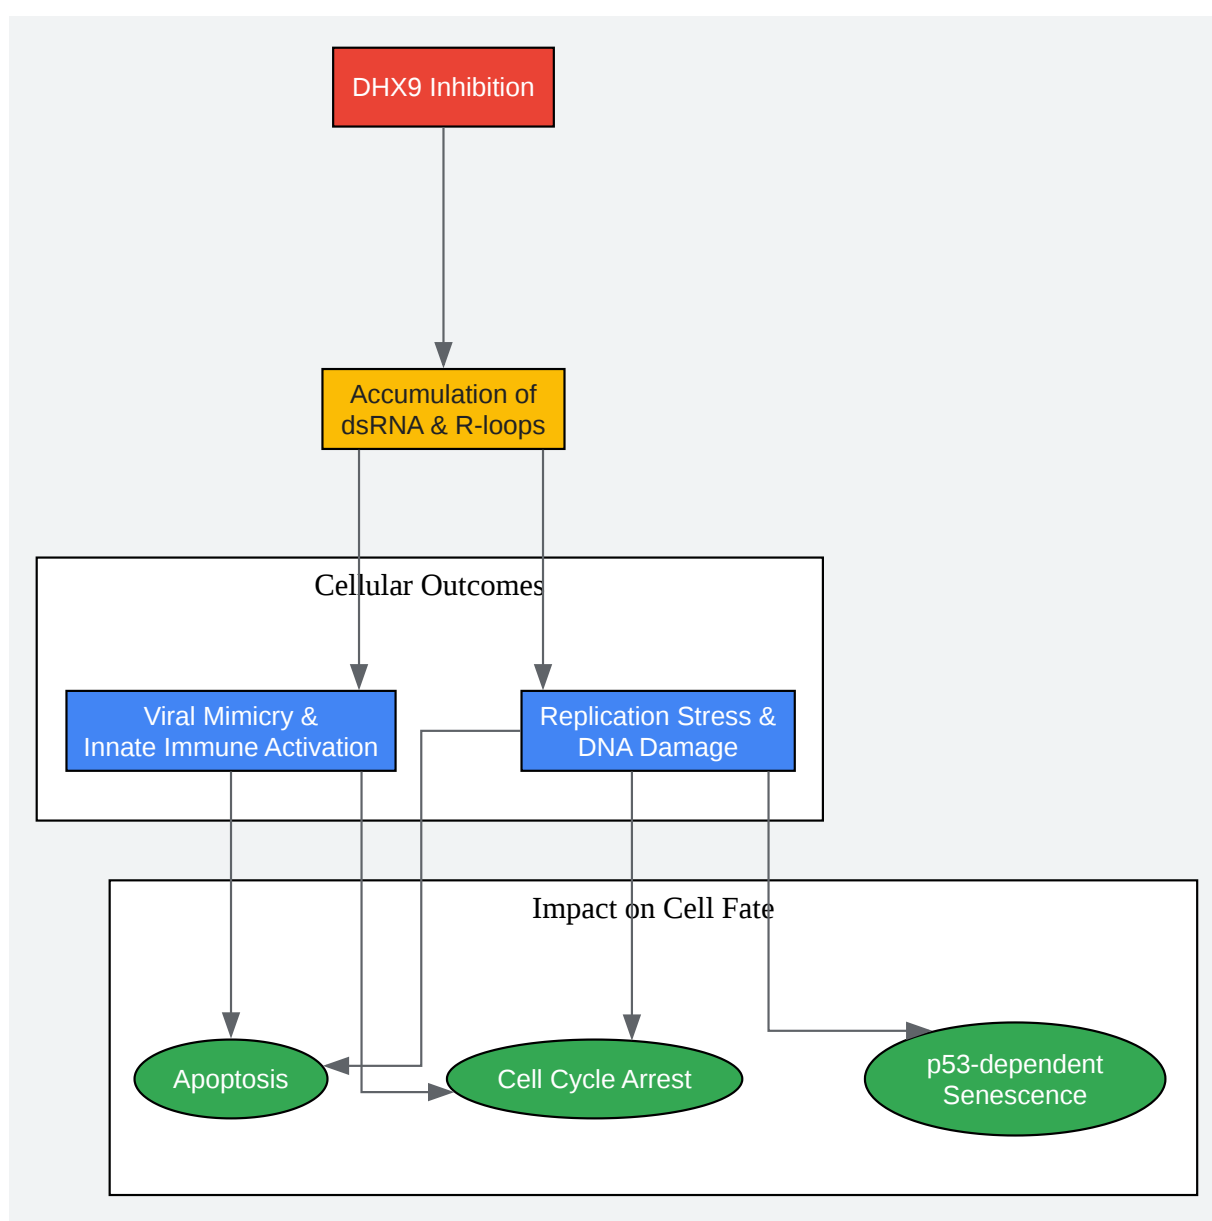 DHX9 Inhibition
Accumulation of
dsRNA & R-loops
Cellular Outcomes
Viral Mimicry &
Innate Immune Activation
Replication Stress &
DNA Damage
Impact on Cell Fate
Apoptosis
Cell Cycle Arrest
p53-dependent
Senescence